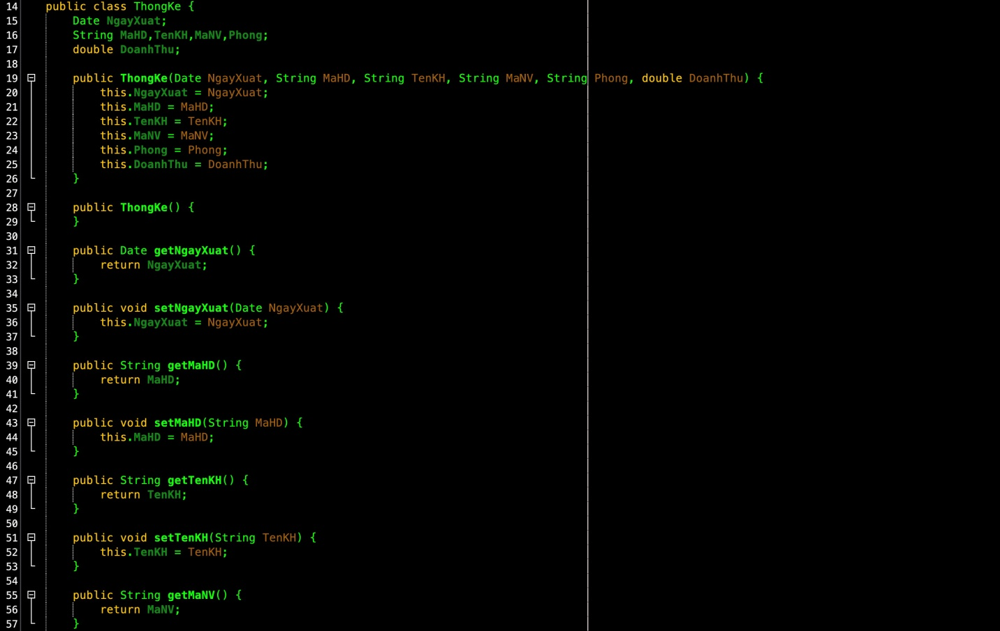 14 public class ThongKe {
15     Date NgayXuat;
16     String MaHD,TenKH,MaNV,Phong;
17     double DoanhThu;
18
19     public ThongKe(Date NgayXuat, String MaHD, String TenKH, String MaNV, String Phong, double DoanhThu) {
20         this.NgayXuat = NgayXuat;
21         this.MaHD = MaHD;
22         this.TenKH = TenKH;
23         this.MaNV = MaNV;
24         this.Phong = Phong;
25         this.DoanhThu = DoanhThu;
26     }
27
28     public ThongKe() {
29     }
30
31     public Date getNgayXuat() {
32         return NgayXuat;
33     }
34
35     public void setNgayXuat(Date NgayXuat) {
36         this.NgayXuat = NgayXuat;
37     }
38
39     public String getMaHD() {
40         return MaHD;
41     }
42
43     public void setMaHD(String MaHD) {
44         this.MaHD = MaHD;
45     }
46
47     public String getTenKH() {
48         return TenKH;
49     }
50
51     public void setTenKH(String TenKH) {
52         this.TenKH = TenKH;
53     }
54
55     public String getMaNV() {
56         return MaNV;
57     }